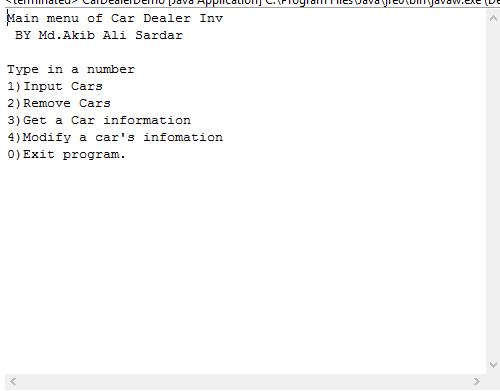 <terminated> CarDealerDemo [Java Application] C:\Program Files\Java\jre6\bin\javaw.exe (De
Main menu of Car Dealer Inv
 BY Md.Akib Ali Sardar

Type in a number
1)Input Cars
2)Remove Cars
3)Get a Car information
4)Modify a car's infomation
0)Exit program.